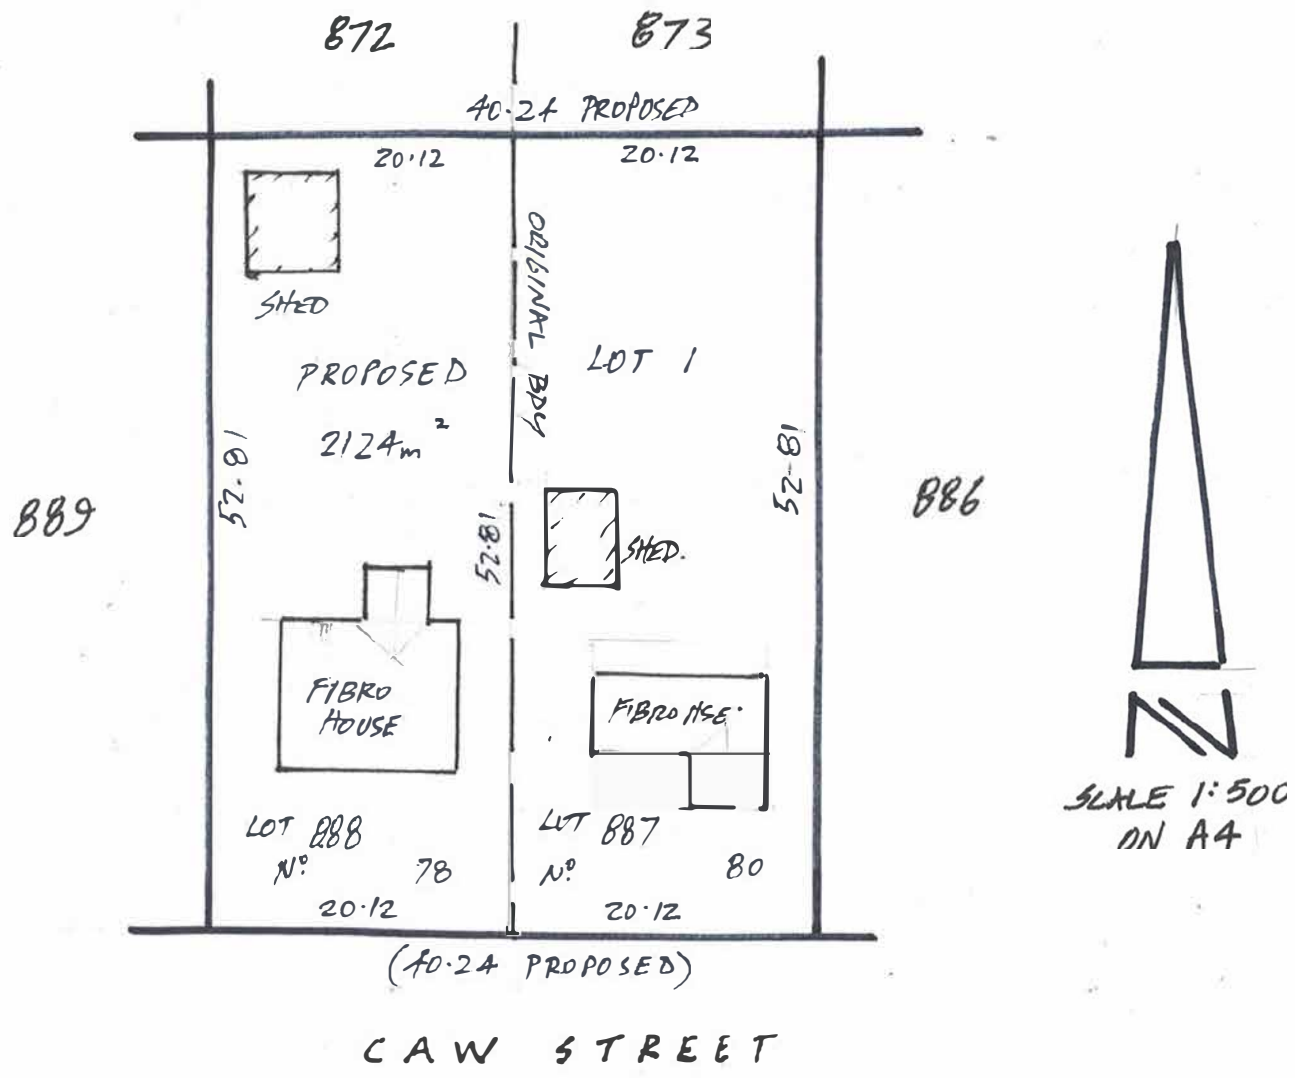 872
873
40.24 PROPOSED
20.12
20.12
SHED
ORIGINAL BDY
PROPOSED
LOT 1
2124m²
52.81
52.81
52.81
889
886
SHED.
FIBRO
HOUSE
FIBRO HSE.
LOT 888
LOT 887
Nº 78
Nº 80
20.12
20.12
(40.24 PROPOSED)
CAW STREET
N
SCALE 1:500
ON A4